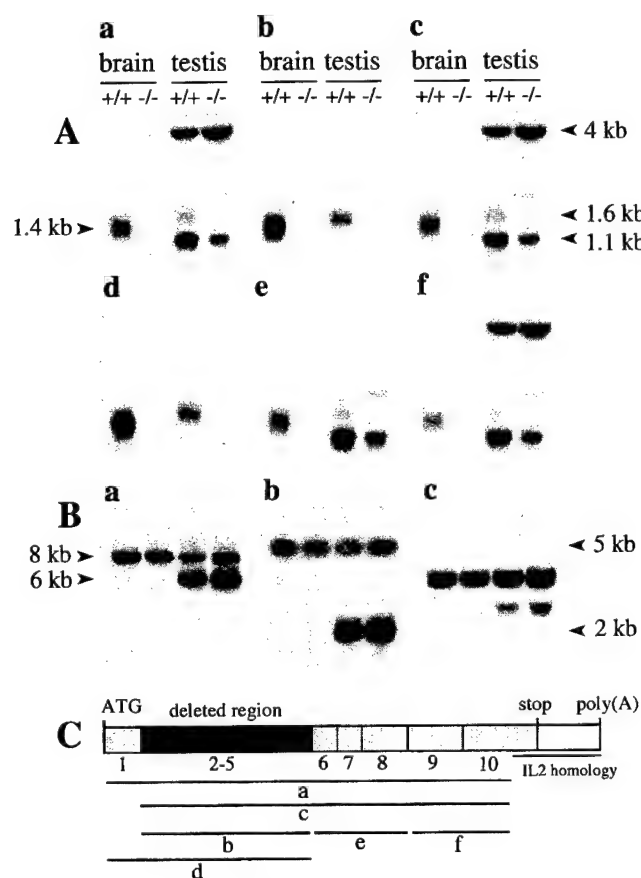 a b c
brain testis brain testis brain testis
+/+ -/- +/+ -/- +/+ -/- +/+ -/- +/+ -/- +/+ -/-
A
4 kb
1.4 kb
1.6 kb
1.1 kb
d e f
B
a b c
8 kb
6 kb
5 kb
2 kb
C
ATG deleted region stop poly(A)
1 2-5 6 7 8 9 10 IL2 homology
a
c
b e f
d